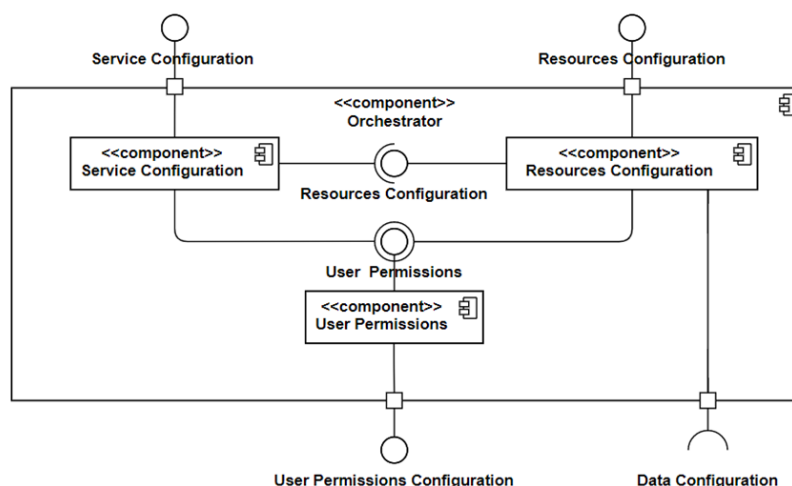 Service Configuration
Resources Configuration
<<component>>
Orchestrator
<<component>>
Service Configuration
<<component>>
Resources Configuration
Resources Configuration
User Permissions
<<component>>
User Permissions
User Permissions Configuration
Data Configuration